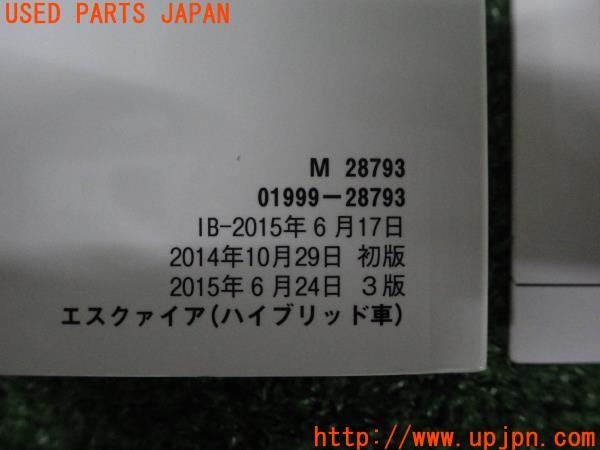 USED PARTS JAPAN
M 28793
01999−28793
IB-2015年6月17日
2014年10月29日 初版
2015年6月24日 3版
エスクァイア(ハイブリッド車)
http://www.upjpn.com